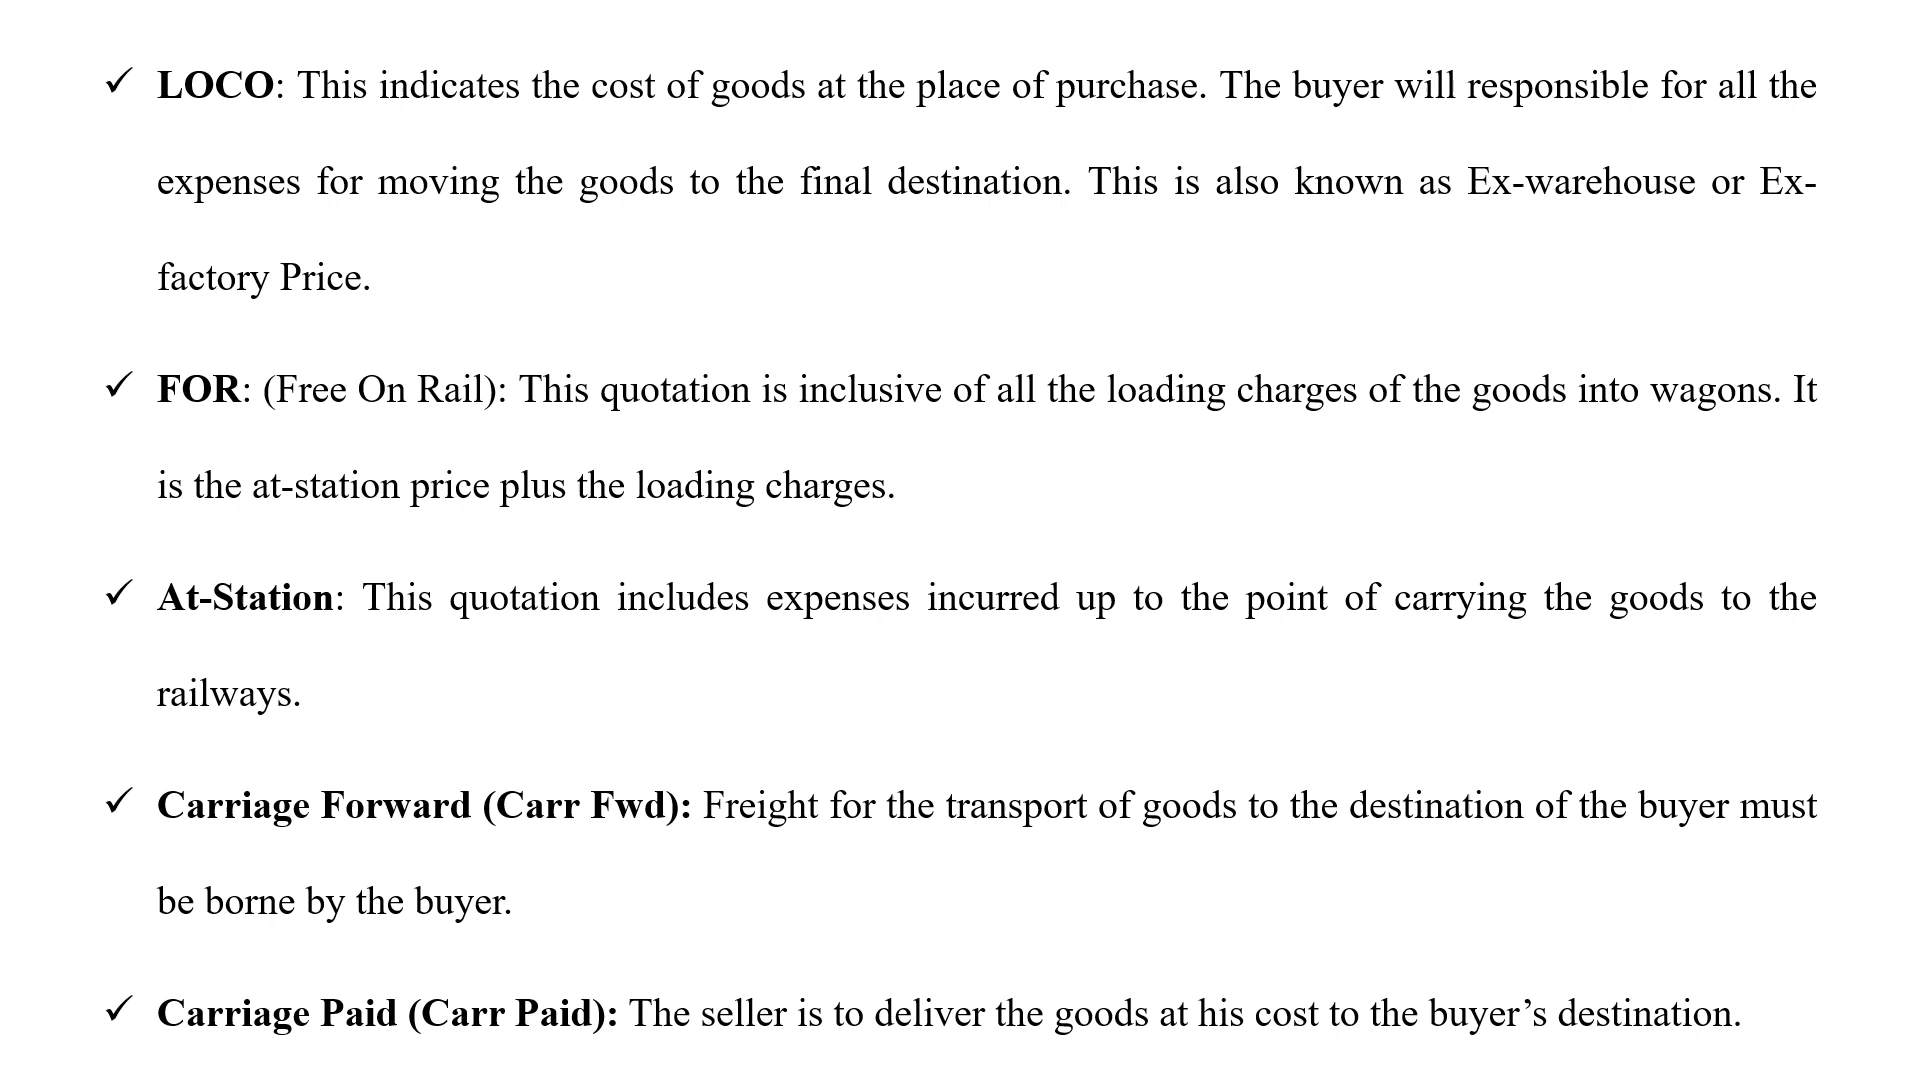 ✓ LOCO: This indicates the cost of goods at the place of purchase. The buyer will responsible for all the
expenses for moving the goods to the final destination. This is also known as Ex-warehouse or Ex-
factory Price.
✓ FOR: (Free On Rail): This quotation is inclusive of all the loading charges of the goods into wagons. It
is the at-station price plus the loading charges.
✓ At-Station: This quotation includes expenses incurred up to the point of carrying the goods to the
railways.
✓ Carriage Forward (Carr Fwd): Freight for the transport of goods to the destination of the buyer must
be borne by the buyer.
✓ Carriage Paid (Carr Paid): The seller is to deliver the goods at his cost to the buyer’s destination.